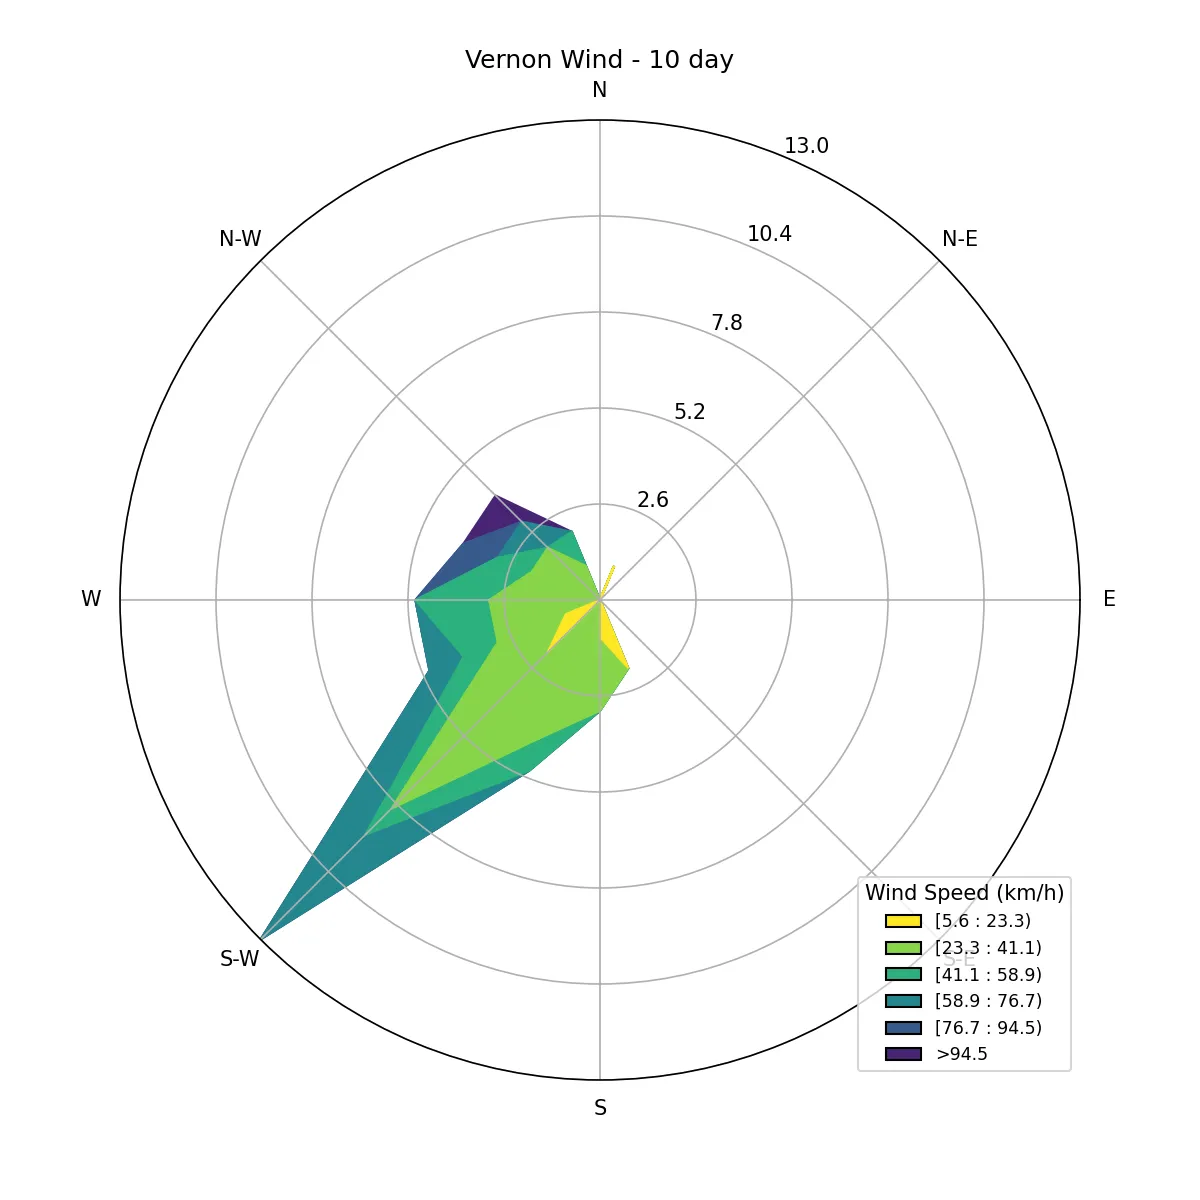 Vernon Wind - 10 day
N
13.0
N-W
N-E
10.4
7.8
5.2
2.6
W
E
S-W
S-E
S
Wind Speed (km/h)
[5.6 : 23.3)
[23.3 : 41.1)
[41.1 : 58.9)
[58.9 : 76.7)
[76.7 : 94.5)
>94.5